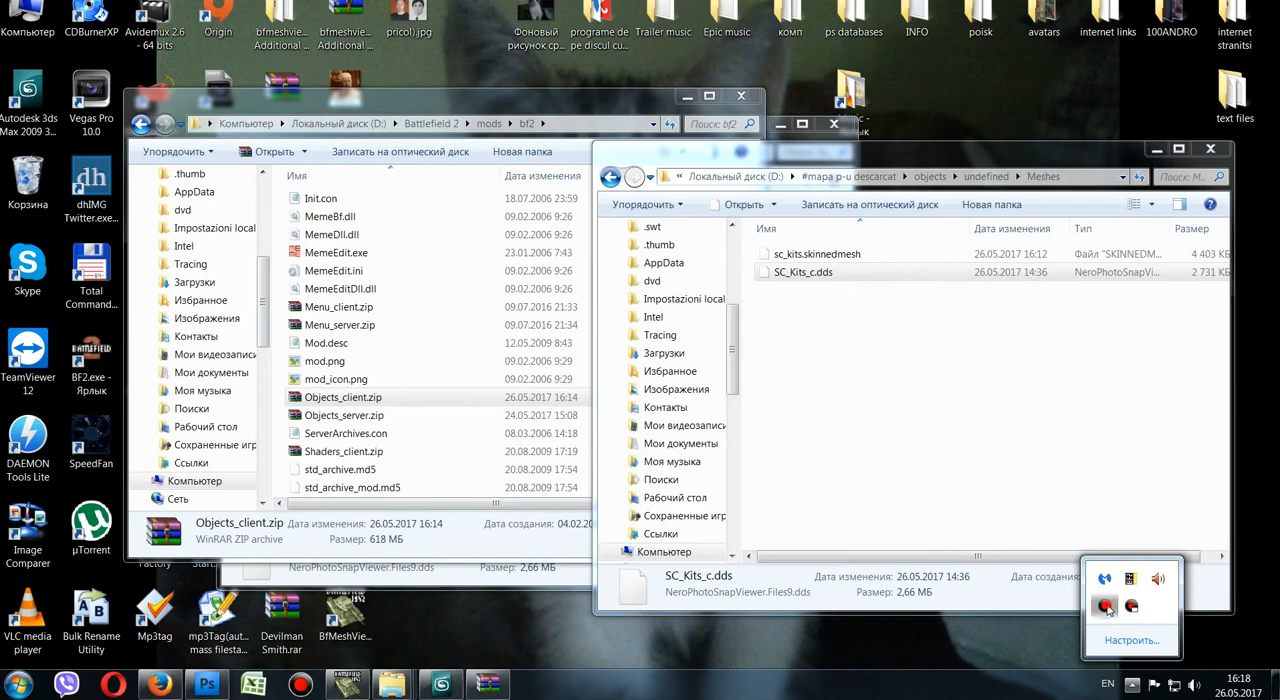 Компьютер
CDBurnerXP
Avidemux 2.6
- 64 bits
Origin
bfmeshvie...
Additional ...
bfmeshvie...
Additional ...
pricol).jpg
Фоновый
рисунок ср...
programe de
pe discul cu...
Trailer music
Epic music
комп
ps databases
INFO
poisk
avatars
internet links
100ANDRO
internet
stranitsi
Autodesk 3ds
Max 2009 3...
Vegas Pro
10.0
text files
Корзина
dhIMG
Twitter.exe...
Skype
Total
Command...
TeamViewer
12
BF2.exe -
Ярлык
DAEMON
Tools Lite
SpeedFan
Image
Comparer
µTorrent
VLC media
player
Bulk Rename
Utility
Mp3tag
mp3Tag(aut...
mass filesta...
Devilman
Smith.rar
BfMeshVie...
Компьютер
Локальный диск (D:)
Battlefield 2
mods
bf2
Поиск: bf2
Упорядочить
Открыть
Записать на оптический диск
Новая папка
.thumb
AppData
dvd
Impostazioni local
Intel
Tracing
Загрузки
Избранное
Изображения
Контакты
Мои видеозаписи
Мои документы
Моя музыка
Поиски
Рабочий стол
Сохраненные игр
Ссылки
Компьютер
Сеть
Имя
Дата изменения
Init.con 18.07.2006 23:59
MemeBf.dll 09.02.2006 9:26
MemeDll.dll 09.02.2006 9:26
MemeEdit.exe 23.01.2006 7:43
MemeEdit.ini 09.02.2006 9:26
MemeEditDll.dll 09.02.2006 9:26
Menu_client.zip 09.07.2016 21:33
Menu_server.zip 09.07.2016 21:34
Mod.desc 12.05.2009 8:43
mod.png 09.02.2006 9:29
mod_icon.png 09.02.2006 9:29
Objects_client.zip 26.05.2017 16:14
Objects_server.zip 24.05.2017 15:08
ServerArchives.con 08.03.2006 14:18
Shaders_client.zip 20.08.2009 17:19
std_archive.md5 20.08.2009 17:54
std_archive_mod.md5 20.08.2009 17:54
Objects_client.zip Дата изменения: 26.05.2017 16:14 Дата создания: 04.02.20
WinRAR ZIP archive Размер: 618 МБ
NeroPhotoSnapViewer.Files9.dds Размер: 2,66 МБ
« Локальный диск (D:)
#mapa p-u descarcat
objects
undefined
Meshes
Поиск: M...
Упорядочить
Открыть
Записать на оптический диск
Новая папка
.swt
.thumb
AppData
dvd
Impostazioni local
Intel
Tracing
Загрузки
Избранное
Изображения
Контакты
Мои видеозаписи
Мои документы
Моя музыка
Поиски
Рабочий стол
Сохраненные игр
Ссылки
Компьютер
Имя Дата изменения Тип Размер
sc_kits.skinnedmesh 26.05.2017 16:12 Файл "SKINNEDM... 4 403 КБ
SC_Kits_c.dds 26.05.2017 14:36 NeroPhotoSnapVi... 2 731 КБ
SC_Kits_c.dds Дата изменения: 26.05.2017 14:36 Дата создания
NeroPhotoSnapViewer.Files9.dds Размер: 2,66 МБ
Настроить...
EN
16:18
26.05.2017